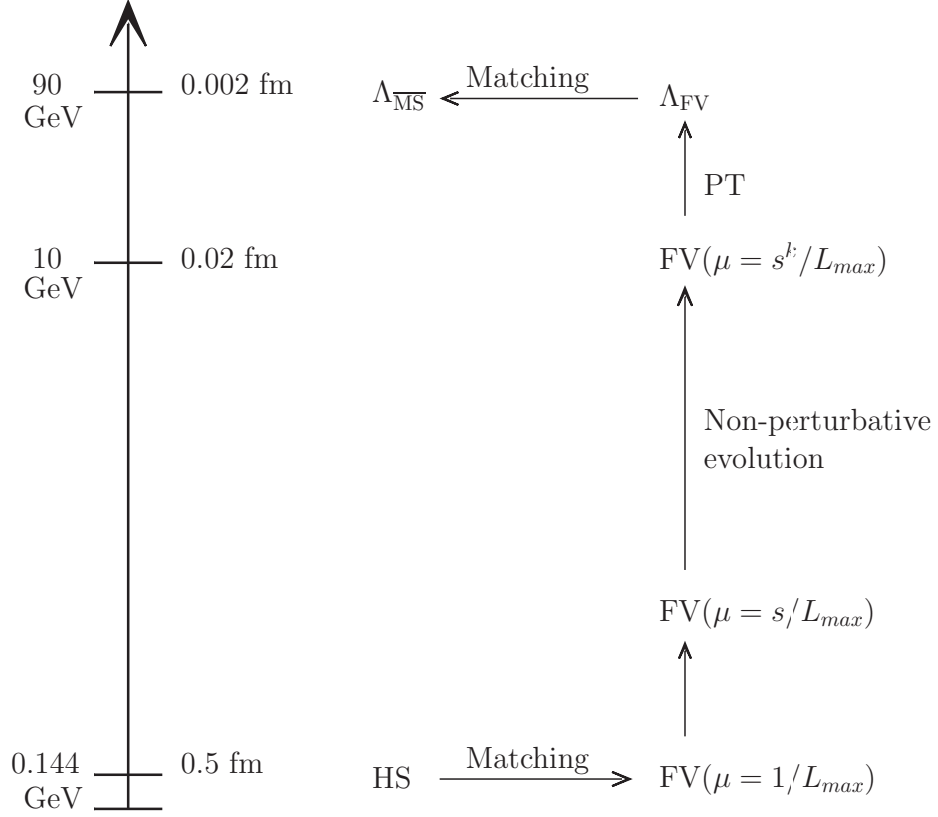 90
GeV
0.002 fm
Λ_MS̅ Matching Λ_FV
PT
10
GeV
0.02 fm
FV(μ = s^k/L_max)
Non-perturbative
evolution
FV(μ = s/L_max)
0.144
GeV
0.5 fm
HS Matching FV(μ = 1/L_max)